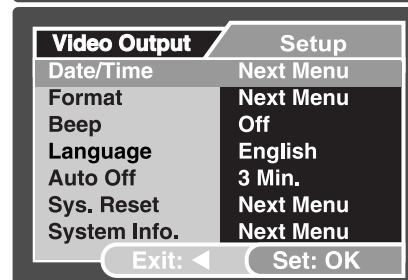 Video Output Setup
Date/Time Next Menu
Format Next Menu
Beep Off
Language English
Auto Off 3 Min.
Sys. Reset Next Menu
System Info. Next Menu
Exit: ◀ Set: OK